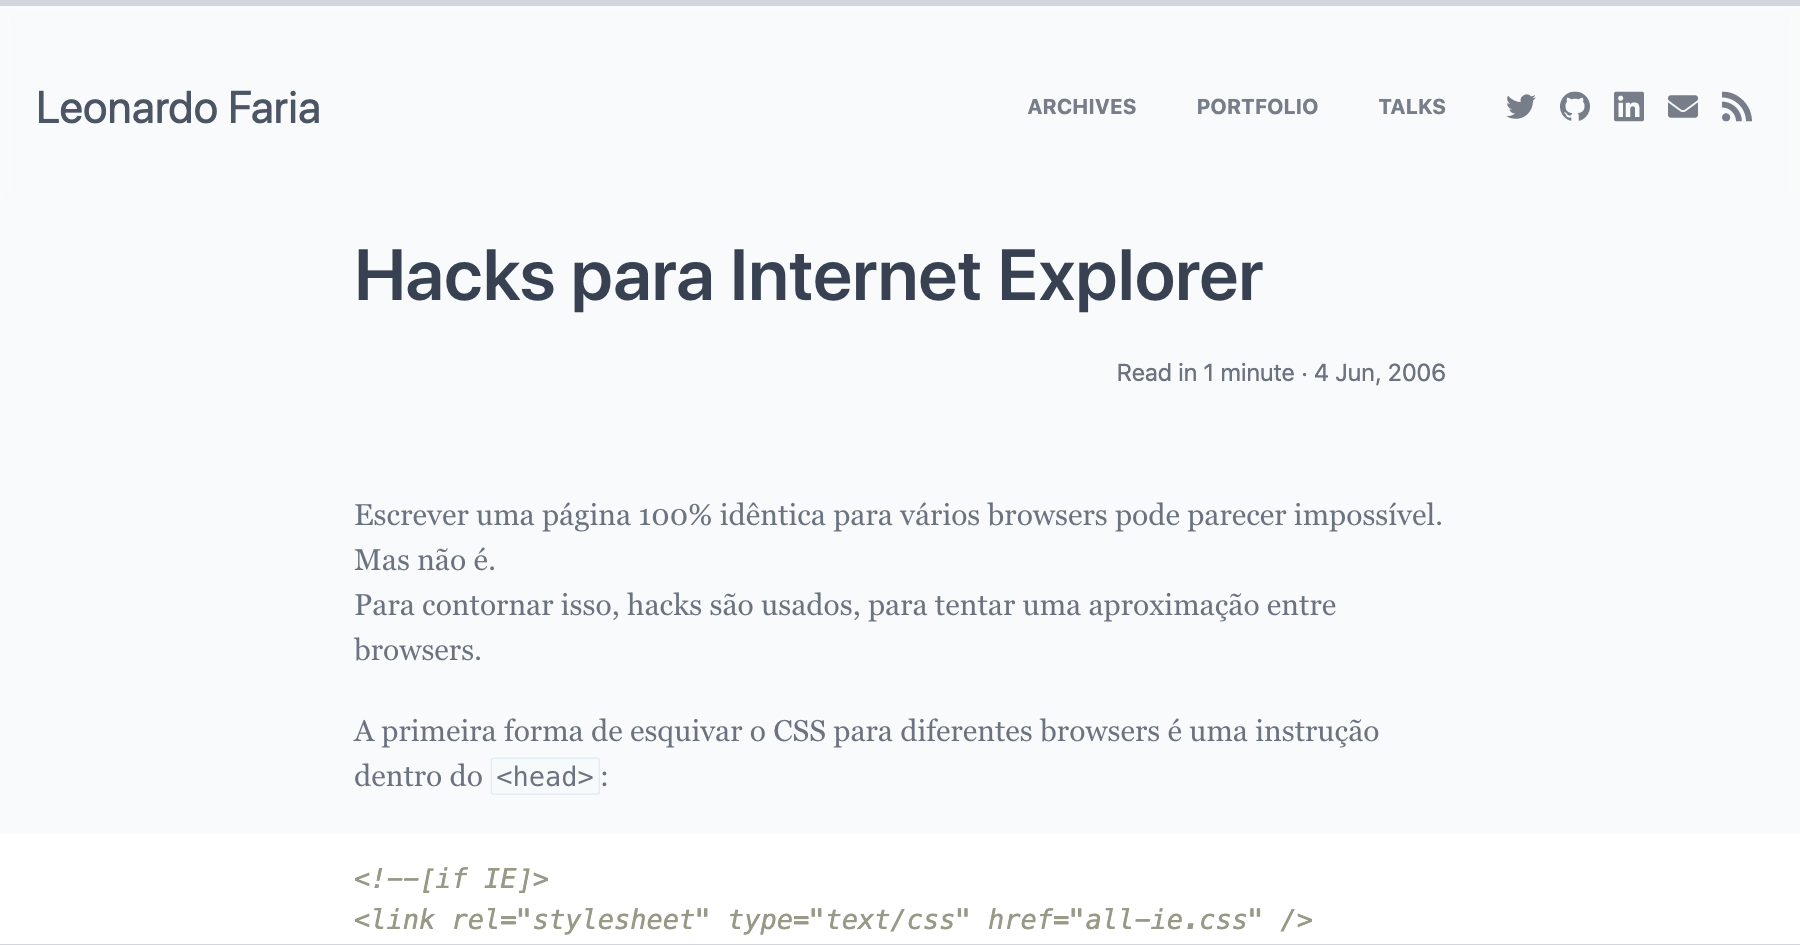 Leonardo Faria
ARCHIVES PORTFOLIO TALKS
Hacks para Internet Explorer
Read in 1 minute · 4 Jun, 2006
Escrever uma página 100% idêntica para vários browsers pode parecer impossível.
Mas não é.
Para contornar isso, hacks são usados, para tentar uma aproximação entre
browsers.
A primeira forma de esquivar o CSS para diferentes browsers é uma instrução
dentro do <head>:
<!--[if IE]>
<link rel="stylesheet" type="text/css" href="all-ie.css" />